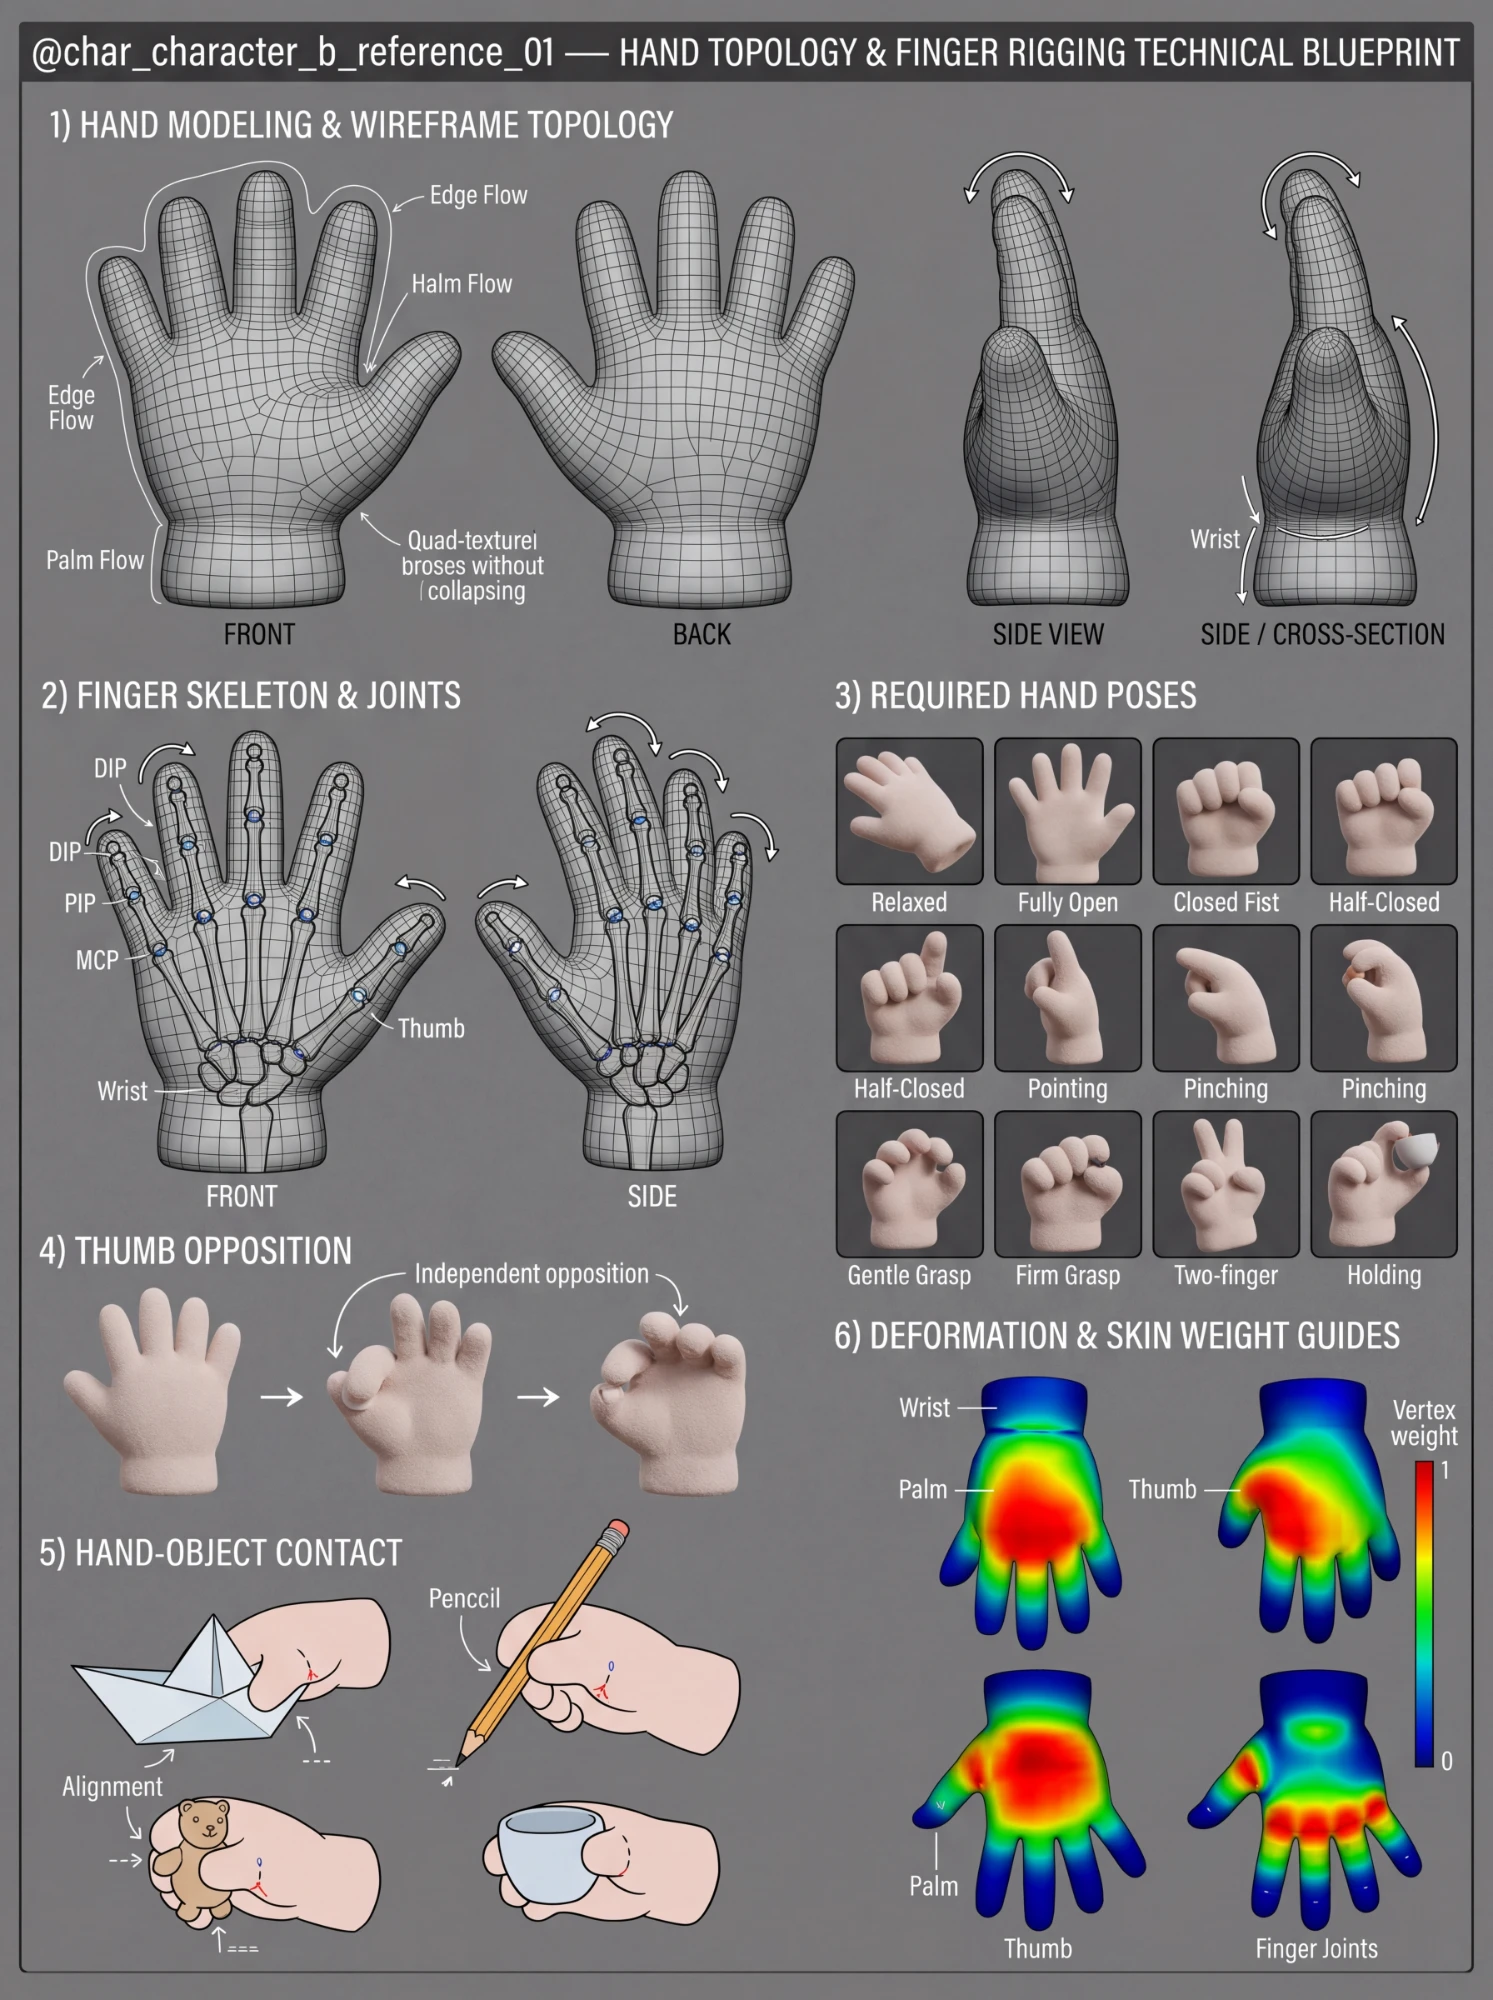 @char_character_b_reference_01 — HAND TOPOLOGY & FINGER RIGGING TECHNICAL BLUEPRINT
1) HAND MODELING & WIREFRAME TOPOLOGY
Edge Flow
Halm Flow
Edge
Flow
Palm Flow
Quad-texturel
broses without
collapsing
Wrist
FRONT
BACK
SIDE VIEW
SIDE / CROSS-SECTION
2) FINGER SKELETON & JOINTS
DIP
DIP
PIP
MCP
Thumb
Wrist
FRONT
SIDE
3) REQUIRED HAND POSES
Relaxed
Fully Open
Closed Fist
Half-Closed
Half-Closed
Pointing
Pinching
Pinching
Gentle Grasp
Firm Grasp
Two-finger
Holding
4) THUMB OPPOSITION
Independent opposition
5) HAND-OBJECT CONTACT
Penccil
Alignment
6) DEFORMATION & SKIN WEIGHT GUIDES
Wrist
Palm
Thumb
Vertex
weight
1
0
Palm
Thumb
Finger Joints